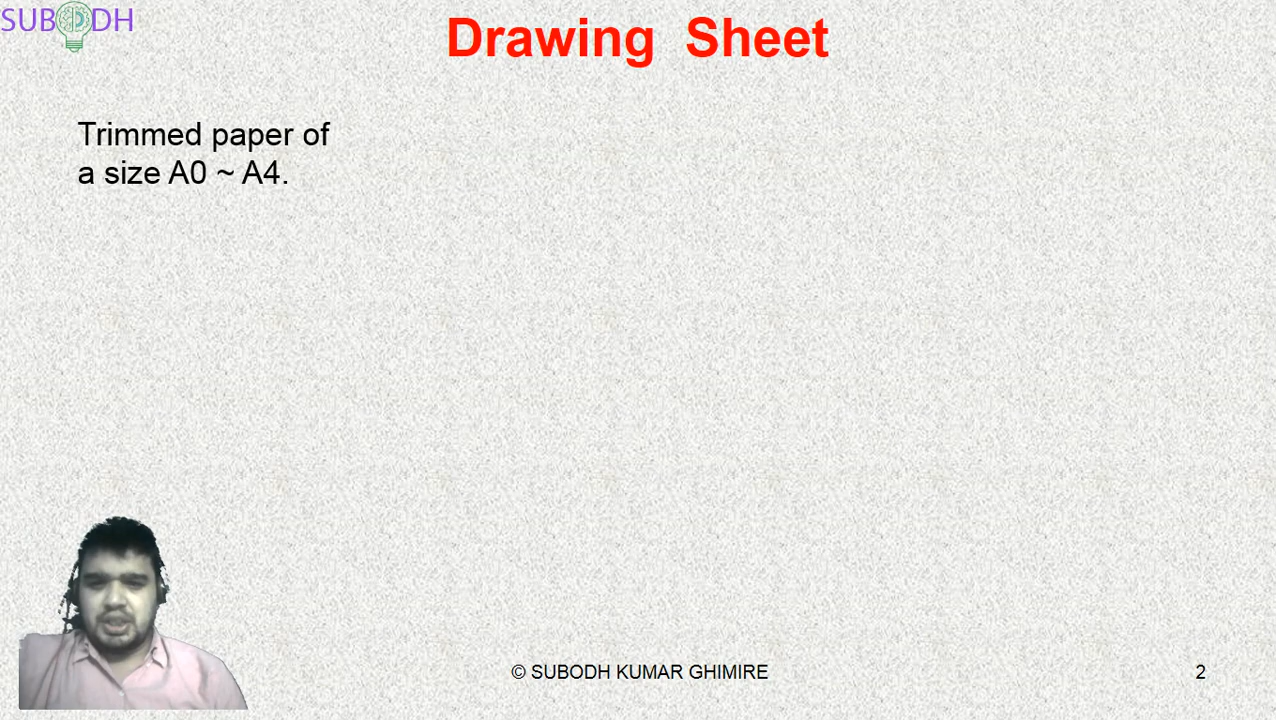 SUBODH
Drawing Sheet
Trimmed paper of
a size A0 ~ A4.
© SUBODH KUMAR GHIMIRE
2